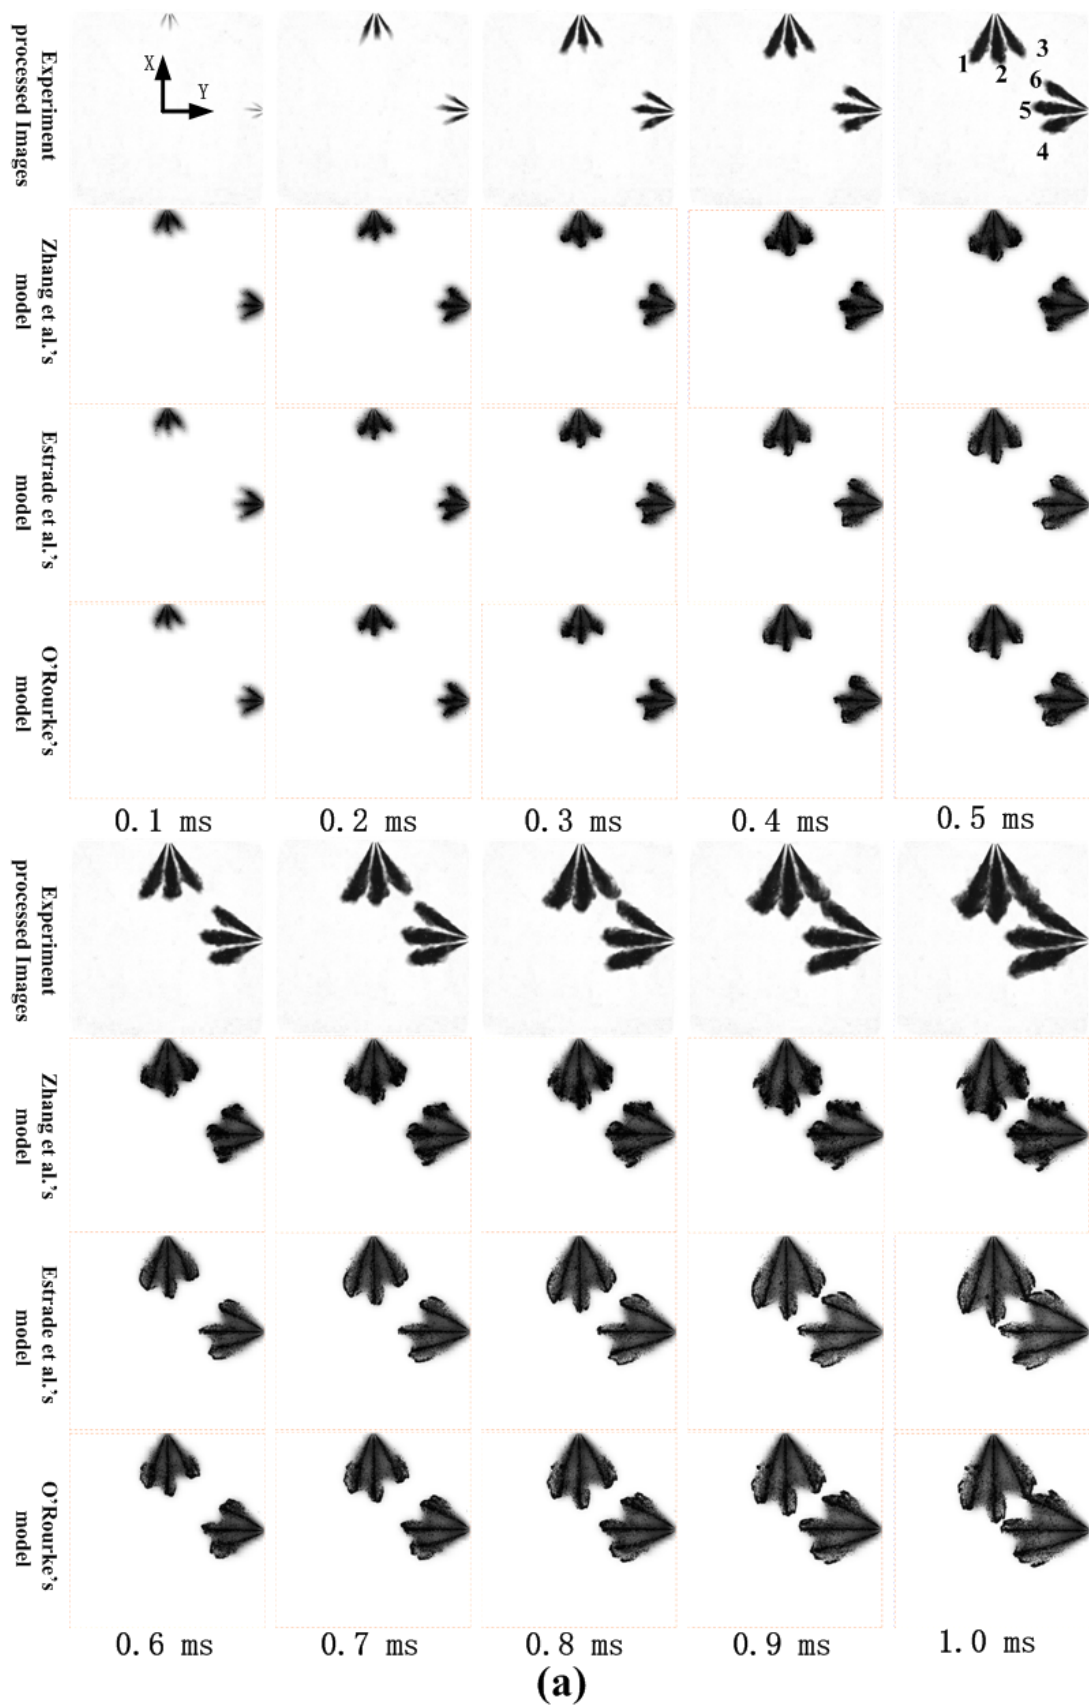 Experiment
processed Images
X
Y
1
2
3
6
5
4
Zhang et al.'s
model
Estrade et al.'s
model
O'Rourke's
model
0.1 ms
0.2 ms
0.3 ms
0.4 ms
0.5 ms
Experiment
processed Images
Zhang et al.'s
model
Estrade et al.'s
model
O'Rourke's
model
0.6 ms
0.7 ms
0.8 ms
0.9 ms
1.0 ms
(a)